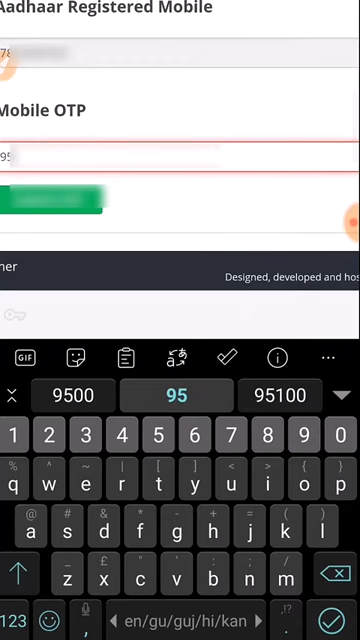 Aadhaar Registered Mobile
78
Mobile OTP
95
ner
Designed, developed and hos
GIF
9500 95 95100
1 2 3 4 5 6 7 8 9 0
% ^ ~ | [ ] < > { }
q w e r t y u i o p
@ # & * - + = ( )
a s d f g h j k l
_ £ " ' : ; /
z x c v b n m
,!?
123 , en/gu/guj/hi/kan